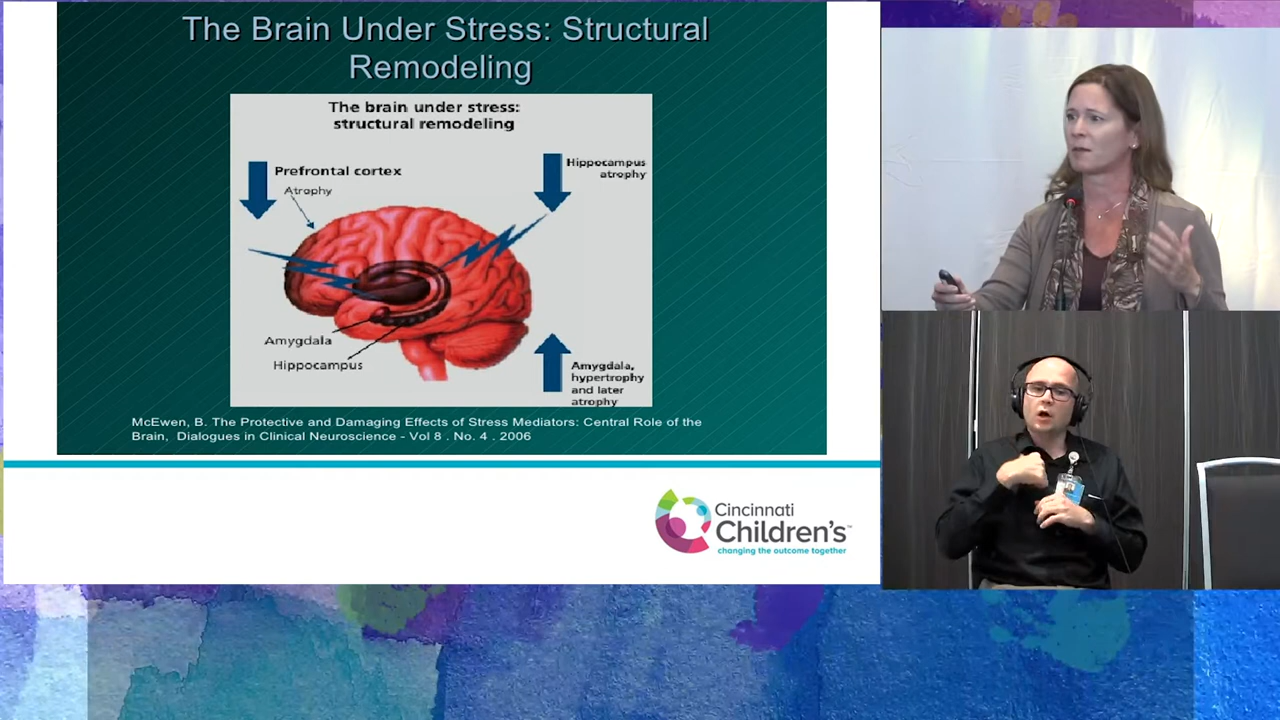 The Brain Under Stress: Structural
Remodeling
The brain under stress:
structural remodeling
Prefrontal cortex
Atrophy
Hippocampus
atrophy
Amygdala
Hippocampus
Amygdala,
hypertrophy
and later
atrophy
McEwen, B. The Protective and Damaging Effects of Stress Mediators: Central Role of the
Brain, Dialogues in Clinical Neuroscience - Vol 8 . No. 4 . 2006
Cincinnati
Children's™
changing the outcome together